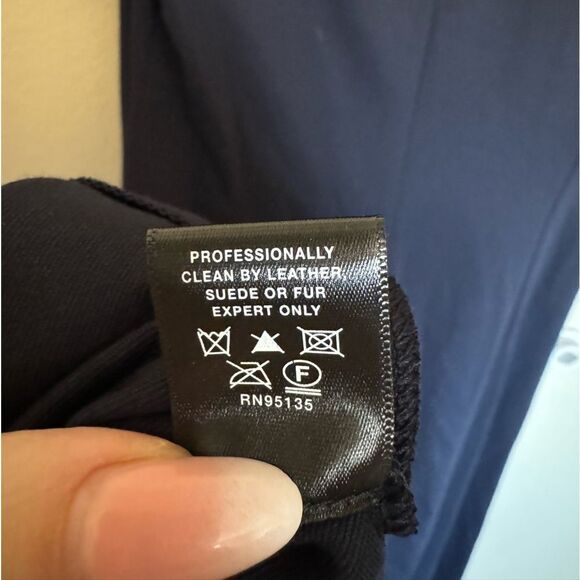 PROFESSIONALLY
CLEAN BY LEATHER
SUEDE OR FUR
EXPERT ONLY
F
RN95135